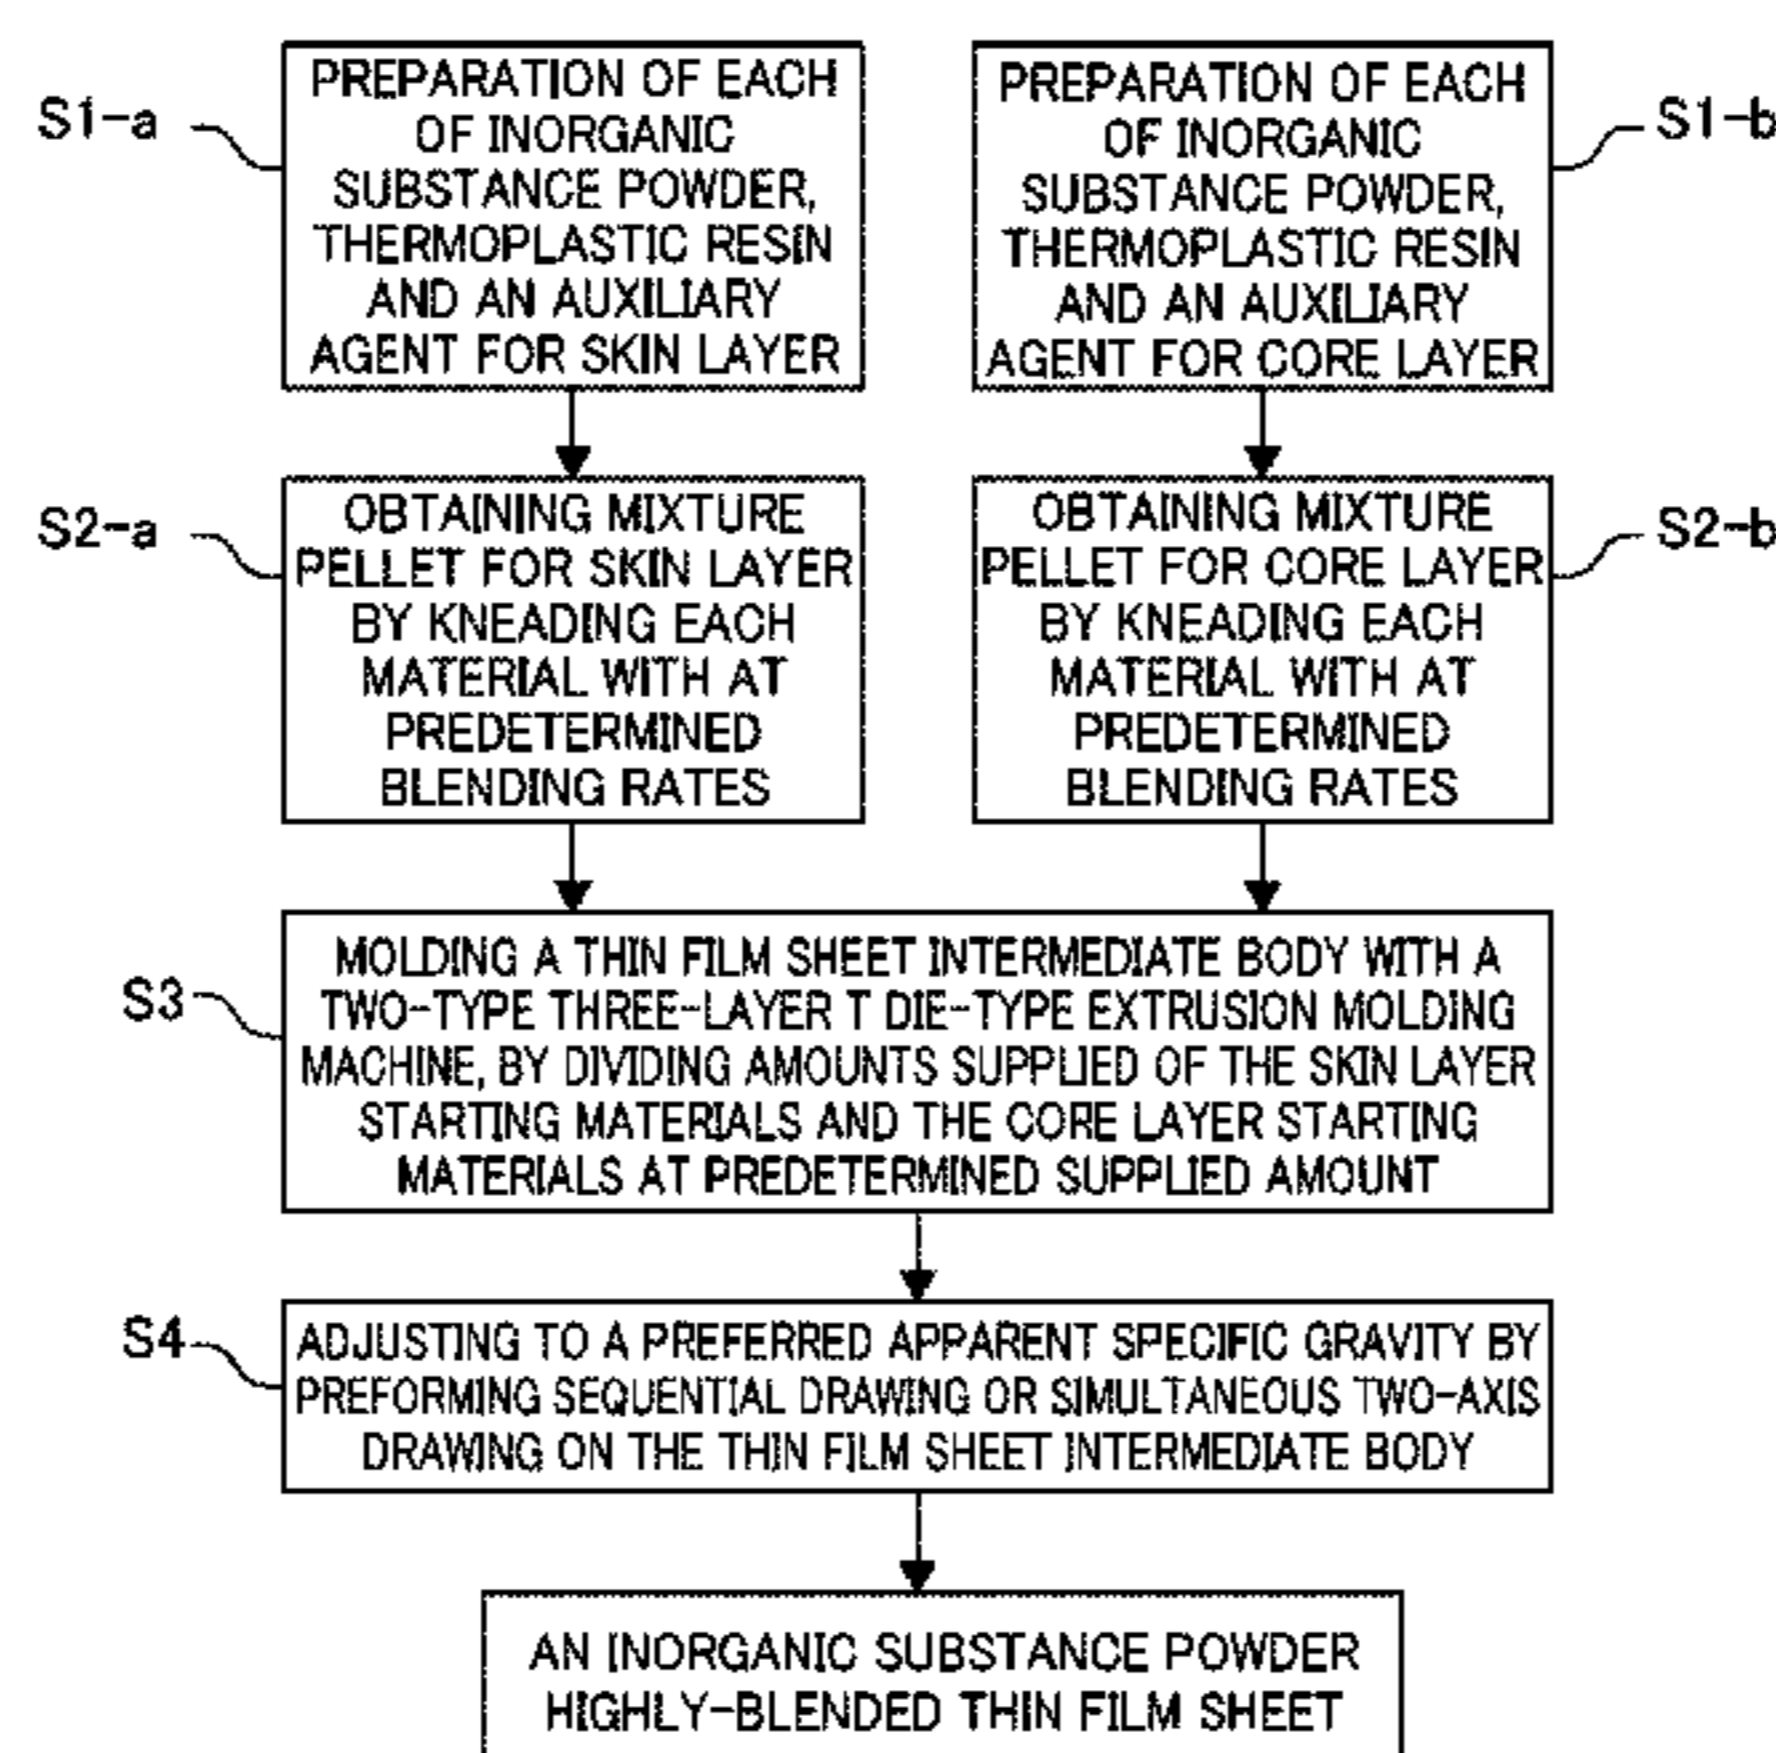 S1-a
PREPARATION OF EACH
OF INORGANIC
SUBSTANCE POWDER,
THERMOPLASTIC RESIN
AND AN AUXILIARY
AGENT FOR SKIN LAYER
PREPARATION OF EACH
OF INORGANIC
SUBSTANCE POWDER,
THERMOPLASTIC RESIN
AND AN AUXILIARY
AGENT FOR CORE LAYER
S1-b
S2-a
OBTAINING MIXTURE
PELLET FOR SKIN LAYER
BY KNEADING EACH
MATERIAL WITH AT
PREDETERMINED
BLENDING RATES
OBTAINING MIXTURE
PELLET FOR CORE LAYER
BY KNEADING EACH
MATERIAL WITH AT
PREDETERMINED
BLENDING RATES
S2-b
S3
MOLDING A THIN FILM SHEET INTERMEDIATE BODY WITH A
TWO-TYPE THREE-LAYER T DIE-TYPE EXTRUSION MOLDING
MACHINE, BY DIVIDING AMOUNTS SUPPLIED OF THE SKIN LAYER
STARTING MATERIALS AND THE CORE LAYER STARTING
MATERIALS AT PREDETERMINED SUPPLIED AMOUNT
S4
ADJUSTING TO A PREFERRED APPARENT SPECIFIC GRAVITY BY
PREFORMING SEQUENTIAL DRAWING OR SIMULTANEOUS TWO-AXIS
DRAWING ON THE THIN FILM SHEET INTERMEDIATE BODY
AN INORGANIC SUBSTANCE POWDER
HIGHLY-BLENDED THIN FILM SHEET